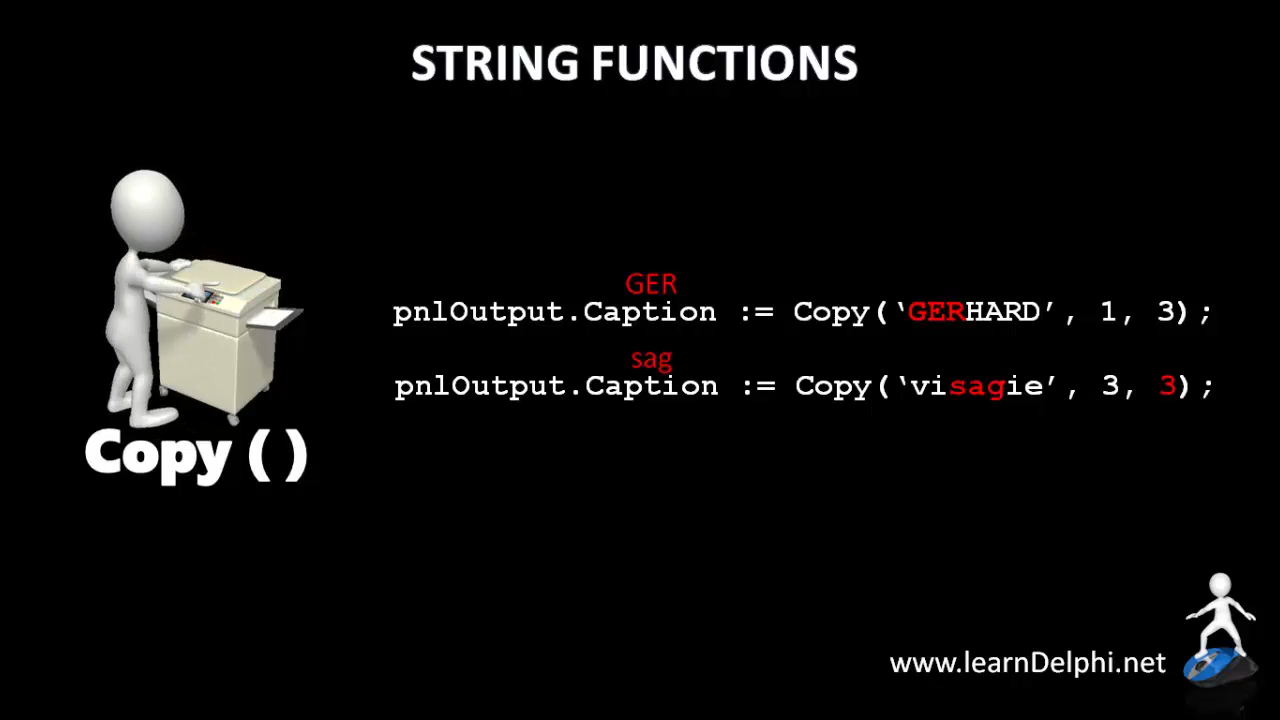 STRING FUNCTIONS
GER
pnlOutput.Caption := Copy(‘GERHARD’, 1, 3);
sag
pnlOutput.Caption := Copy(‘visagie’, 3, 3);
Copy ( )
www.learnDelphi.net